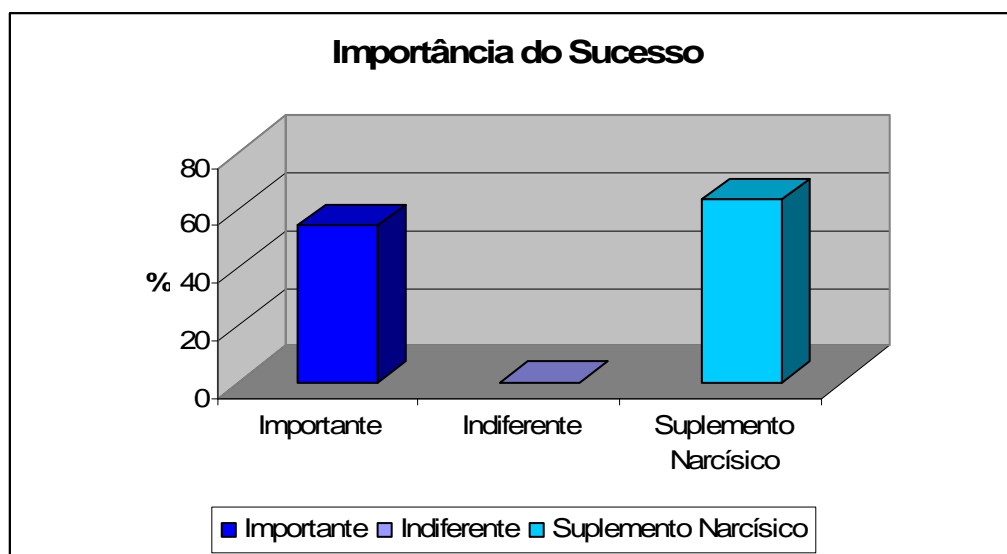 Importância do Sucesso
80
60
40
20
0
%
Importante
Indiferente
Suplemento
Narcísico
Importante Indiferente Suplemento Narcísico